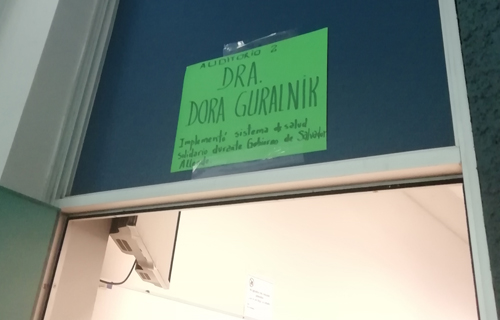 AUDITORIO 2
DRA.
DORA GURALNIK
Implementó sistema de salud
solidario durante Gobierno de Salvador
Allende